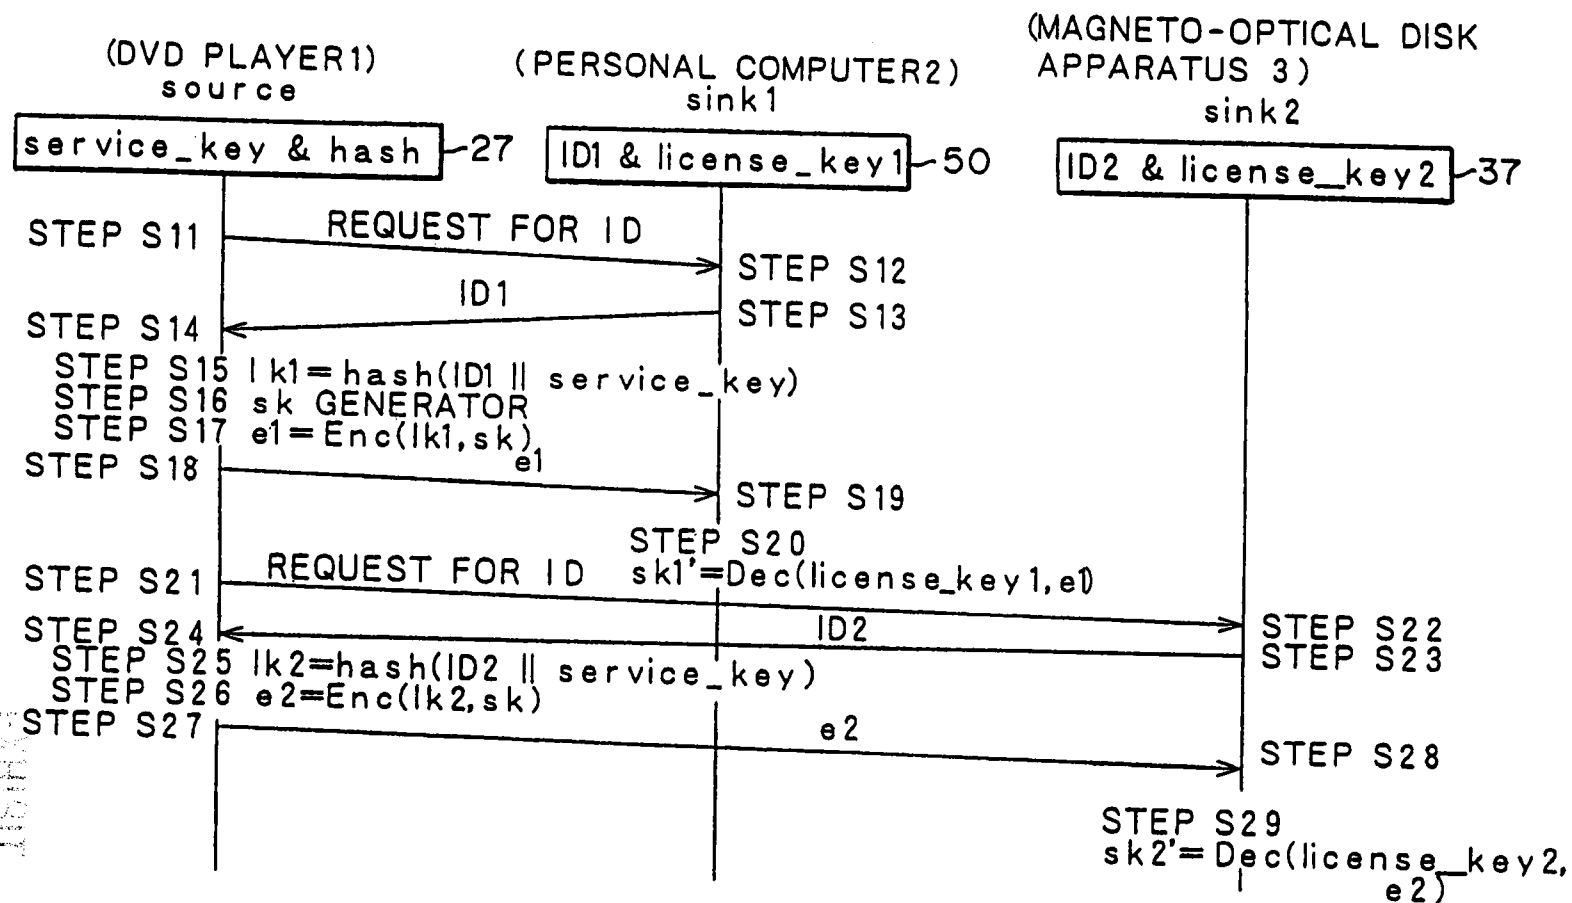 (DVD PLAYER1)
source
service_key & hash
27
(PERSONAL COMPUTER2)
sink1
ID1 & license_key1
50
(MAGNETO-OPTICAL DISK
APPARATUS 3)
sink2
ID2 & license_key2
37
STEP S11
REQUEST FOR ID
STEP S12
ID1
STEP S13
STEP S14
STEP S15 lk1=hash(ID1 || service_key)
STEP S16 sk GENERATOR
STEP S17 e1=Enc(lk1,sk)
e1
STEP S18
STEP S19
STEP S20
sk1'=Dec(license_key1,e1)
STEP S21
REQUEST FOR ID
STEP S22
ID2
STEP S23
STEP S24
STEP S25 lk2=hash(ID2 || service_key)
STEP S26 e2=Enc(lk2,sk)
STEP S27
e2
STEP S28
STEP S29
sk2'=Dec(license_key2,
e2)